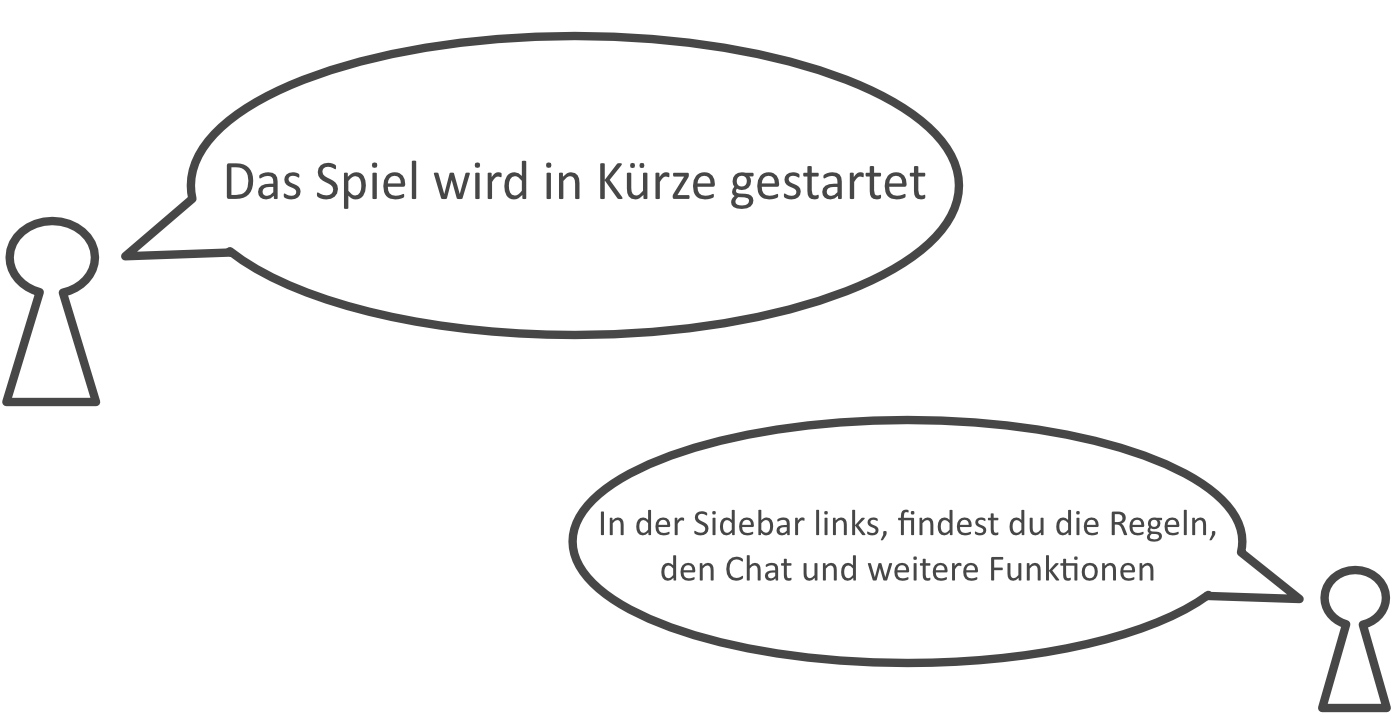 Das Spiel wird in Kürze gestartet
In der Sidebar links, findest du die Regeln,
den Chat und weitere Funktionen